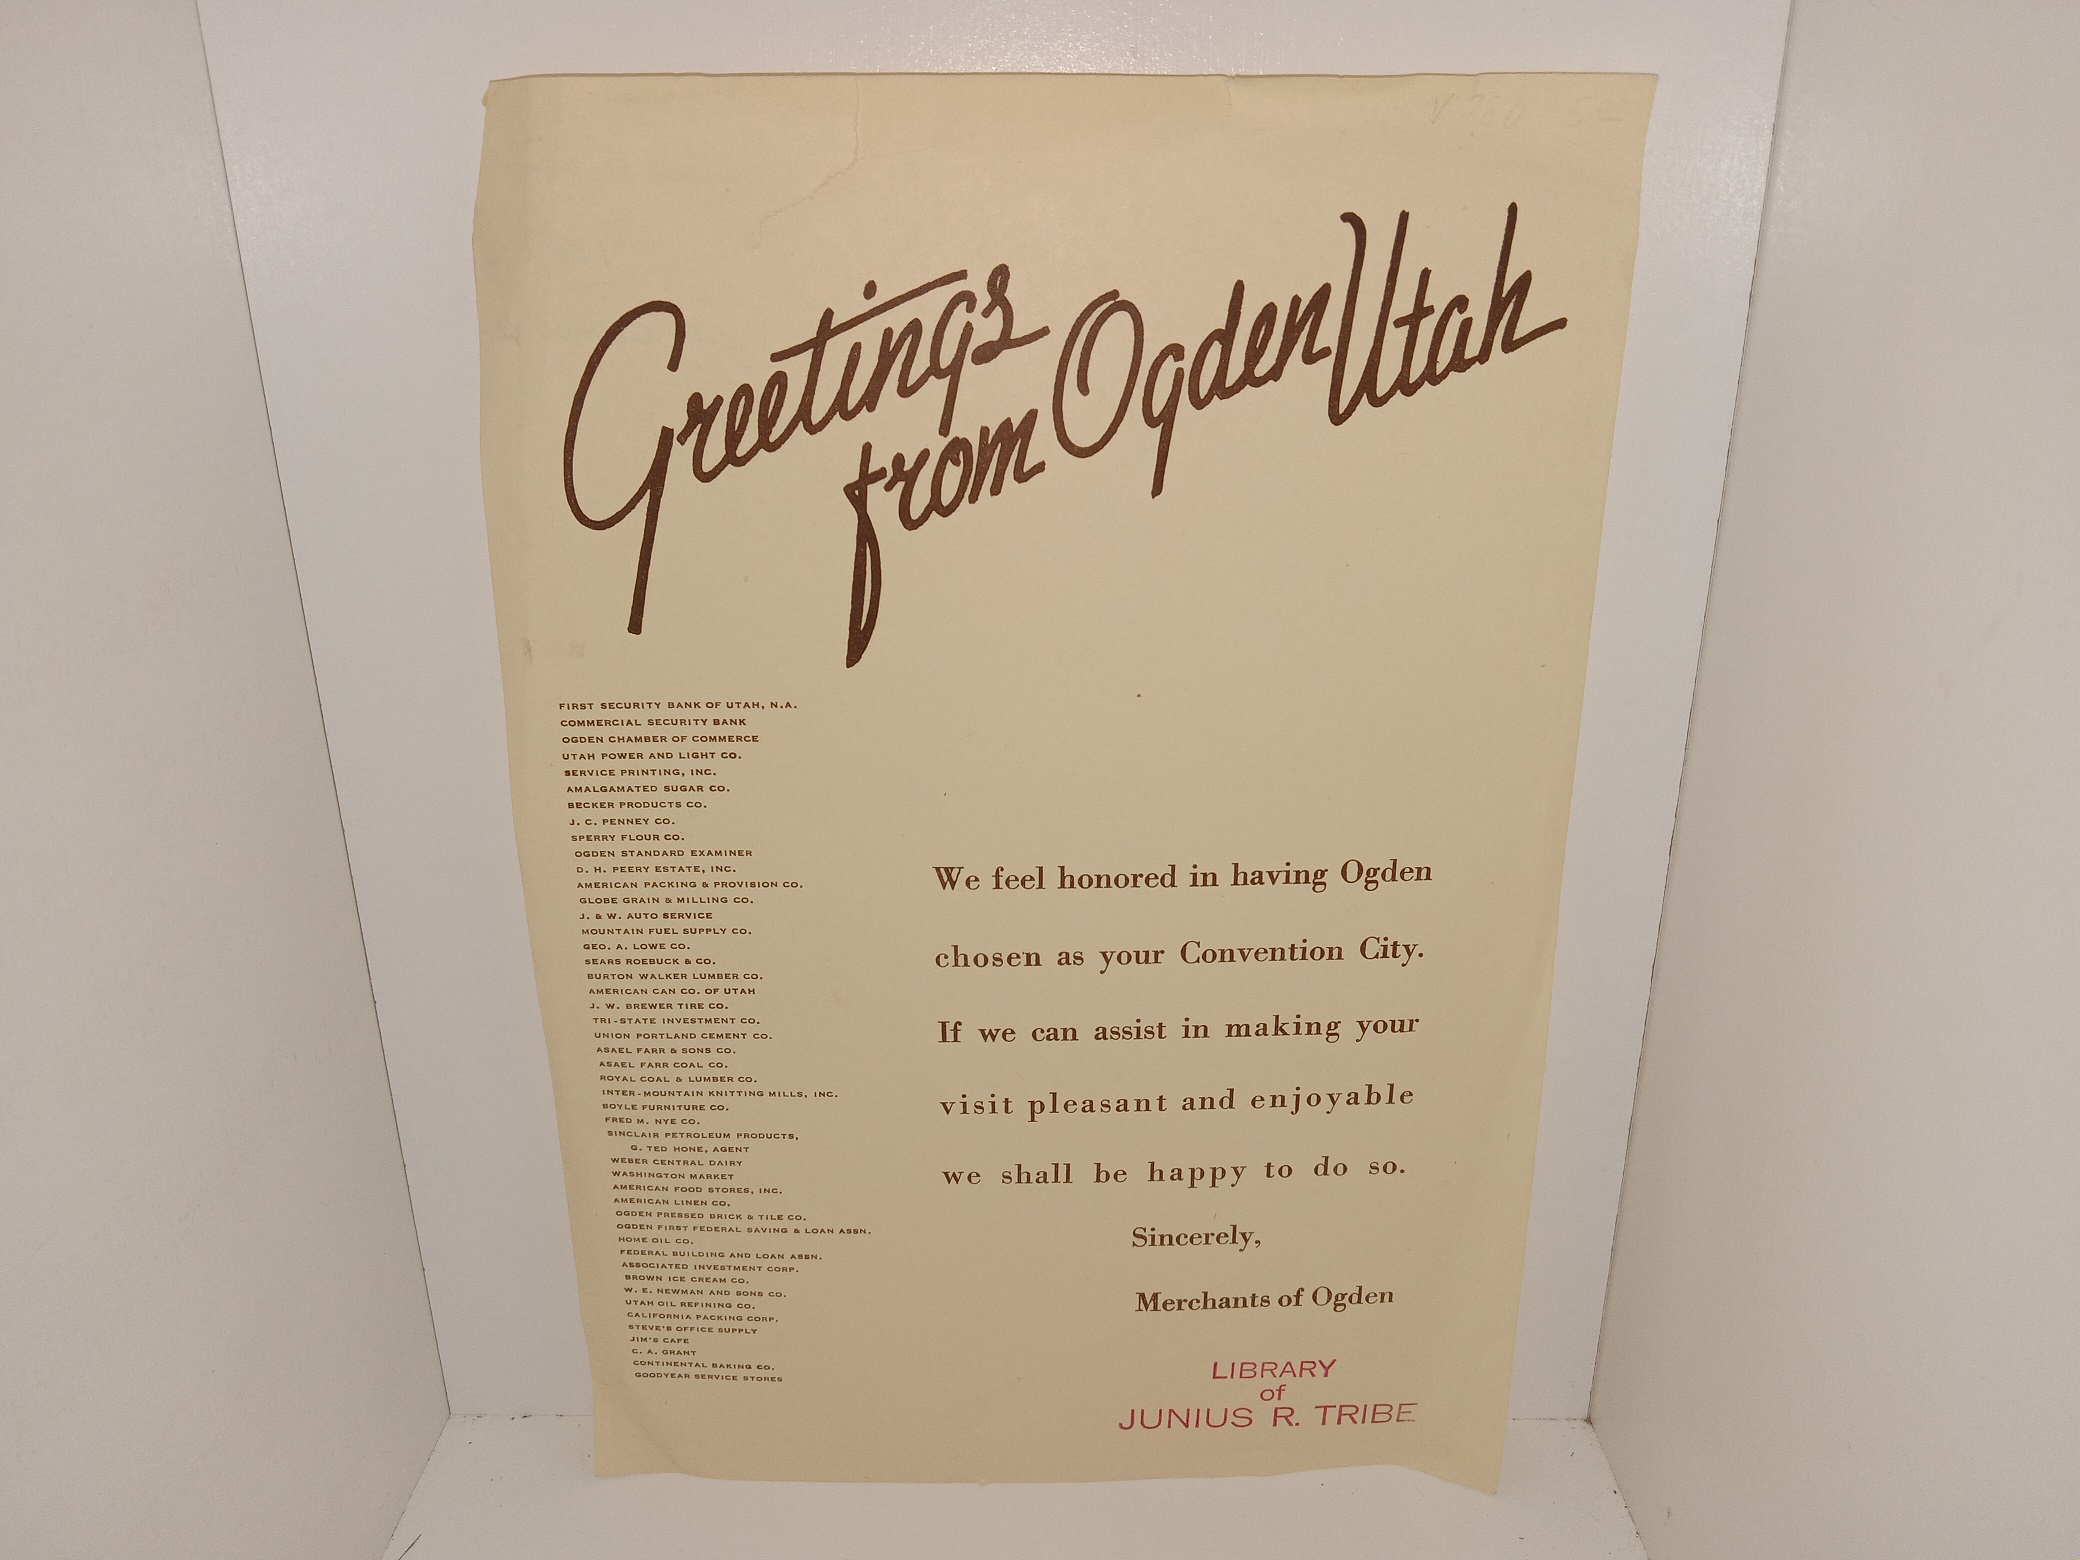 Greetings
from Ogden Utah
FIRST SECURITY BANK OF UTAH, N.A.
COMMERCIAL SECURITY BANK
OGDEN CHAMBER OF COMMERCE
UTAH POWER AND LIGHT CO.
SERVICE PRINTING, INC.
AMALGAMATED SUGAR CO.
BECKER PRODUCTS CO.
J. C. PENNEY CO.
SPERRY FLOUR CO.
OGDEN STANDARD EXAMINER
D. H. PEERY ESTATE, INC.
AMERICAN PACKING & PROVISION CO.
GLOBE GRAIN & MILLING CO.
J. & W. AUTO SERVICE
MOUNTAIN FUEL SUPPLY CO.
GEO. A. LOWE CO.
SEARS ROEBUCK & CO.
BURTON WALKER LUMBER CO.
AMERICAN CAN CO. OF UTAH
J. W. BREWER TIRE CO.
TRI-STATE INVESTMENT CO.
UNION PORTLAND CEMENT CO.
ASAEL FARR & SONS CO.
ASAEL FARR COAL CO.
ROYAL COAL & LUMBER CO.
INTER-MOUNTAIN KNITTING MILLS, INC.
BOYLE FURNITURE CO.
FRED M. NYE CO.
SINCLAIR PETROLEUM PRODUCTS,
G. TED HONE, AGENT
WEBER CENTRAL DAIRY
WASHINGTON MARKET
AMERICAN FOOD STORES, INC.
AMERICAN LINEN CO.
OGDEN PRESSED BRICK & TILE CO.
OGDEN FIRST FEDERAL SAVING & LOAN ASSN.
HOME OIL CO.
FEDERAL BUILDING AND LOAN ASSN.
ASSOCIATED INVESTMENT CORP.
BROWN ICE CREAM CO.
W. E. NEWMAN AND SONS CO.
UTAH OIL REFINING CO.
CALIFORNIA PACKING CORP.
STEVE'S OFFICE SUPPLY
JIM'S CAFE
C. A. GRANT
CONTINENTAL BAKING CO.
GOODYEAR SERVICE STORES
We feel honored in having Ogden
chosen as your Convention City.
If we can assist in making your
visit pleasant and enjoyable
we shall be happy to do so.
Sincerely,
Merchants of Ogden
LIBRARY
of
JUNIUS R. TRIBE